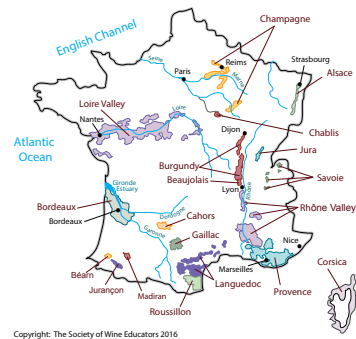 Champagne
English Channel
Seine
Reims
Paris
Marne
Strasbourg
Alsace
Loire Valley
Loire
Nantes
Chablis
Dijon
Atlantic
Ocean
Jura
Burgundy
Beaujolais
Savoie
Gironde
Estuary
Lyon
Rhône
Bordeaux
Bordeaux
Dordogne
Cahors
Rhône Valley
Garonne
Gaillac
Nice
Corsica
Marseilles
Béarn
Jurançon
Madiran
Languedoc
Provence
Roussillon
Copyright: The Society of Wine Educators 2016